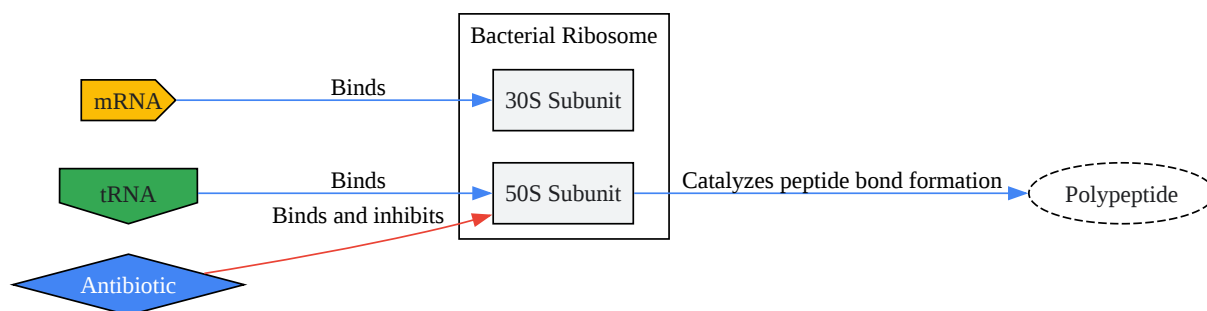 Bacterial Ribosome
mRNA
Binds
30S Subunit
tRNA
Binds
50S Subunit
Catalyzes peptide bond formation
Polypeptide
Binds and inhibits
Antibiotic